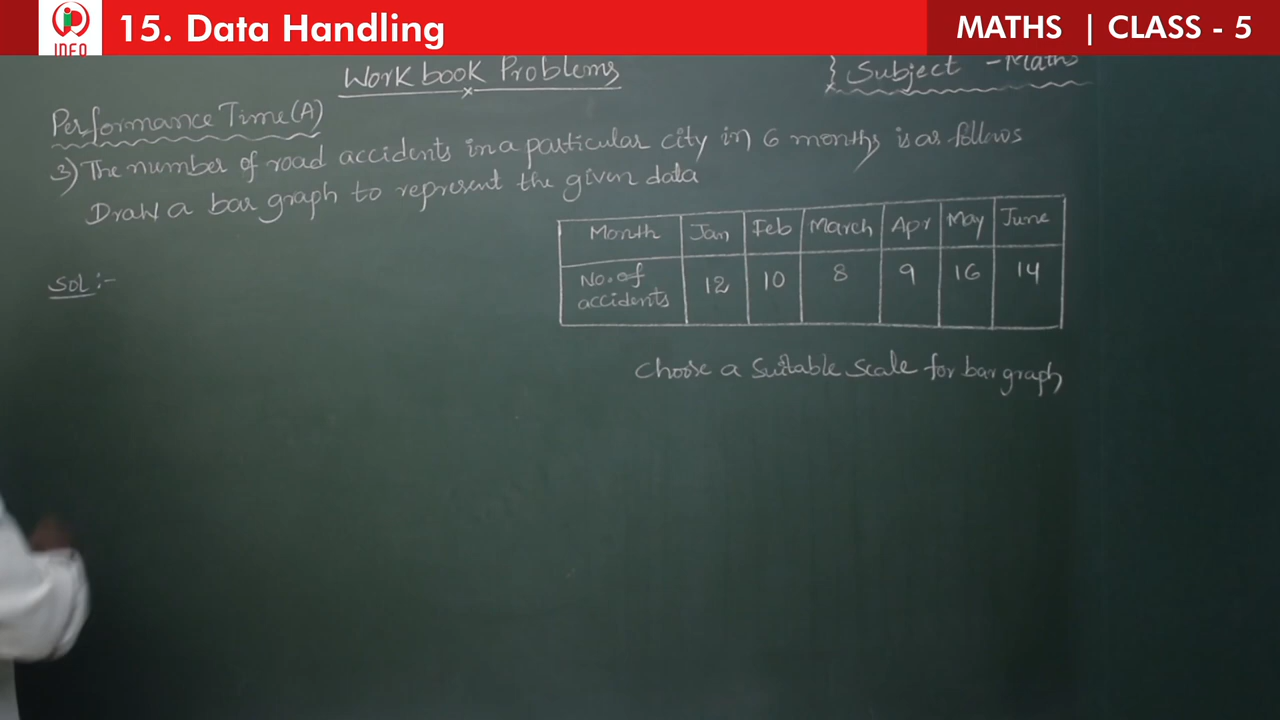 15. Data Handling
MATHS | CLASS - 5
INFO
Work book Problems
Subject - Maths
Performance Time (A)
3) The number of road accidents in a particular city in 6 months is as follows
Draw a bar graph to represent the given data
Month Jan Feb March Apr May June
No. of accidents 12 10 8 9 16 14
Sol :-
Choose a Suitable Scale for bar graph